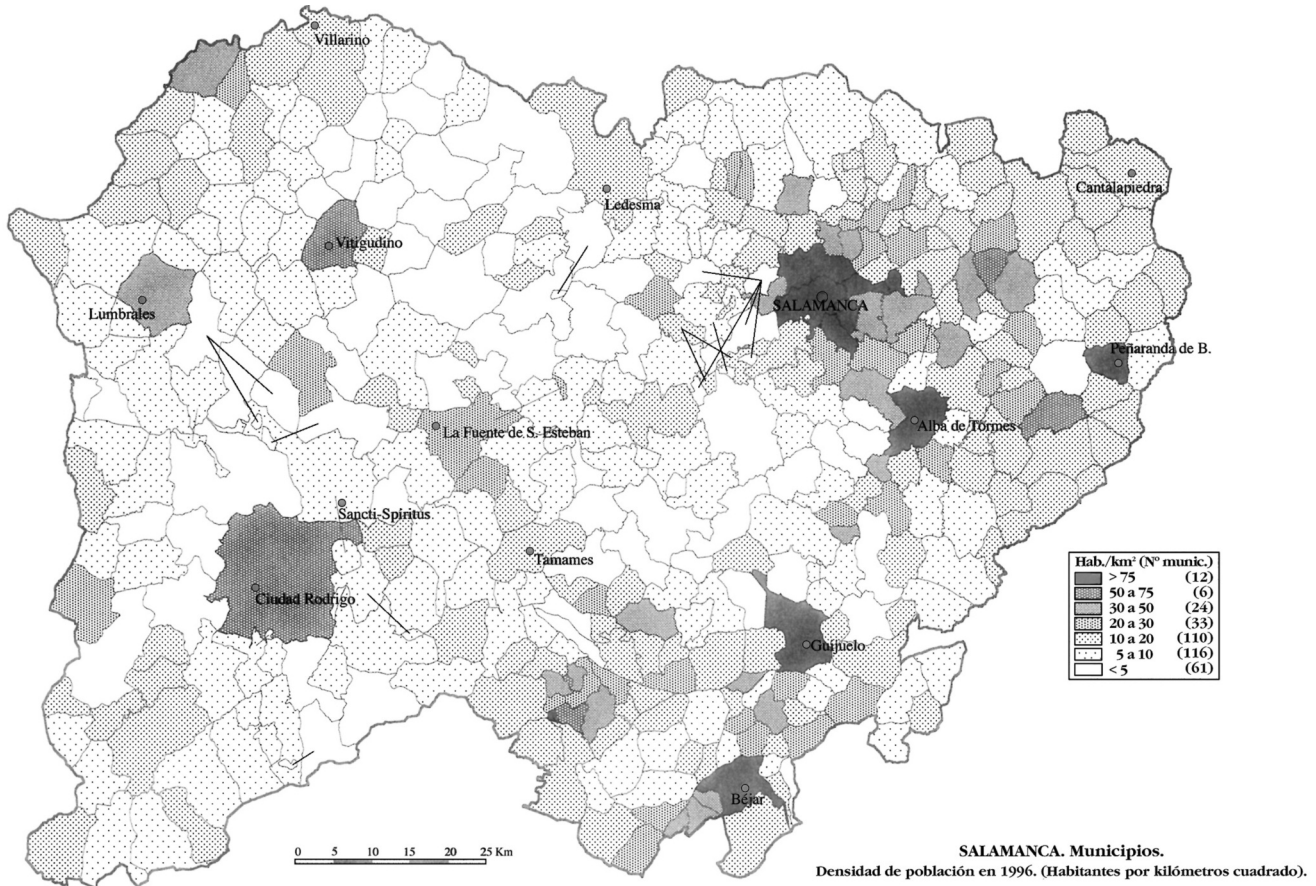 Villarino
Cantalapiedra
Ledesma
Vitigudino
SALAMANCA
Lumbrales
Peñaranda de B.
Alba de Tormes
La Fuente de S. Esteban
Sancti-Spíritus
Tamames
Ciudad Rodrigo
Guijuelo
Béjar
Hab./km² (Nº munic.)
> 75 (12)
50 a 75 (6)
30 a 50 (24)
20 a 30 (33)
10 a 20 (110)
5 a 10 (116)
< 5 (61)
0 5 10 15 20 25 Km
SALAMANCA. Municipios.
Densidad de población en 1996. (Habitantes por kilómetros cuadrado).